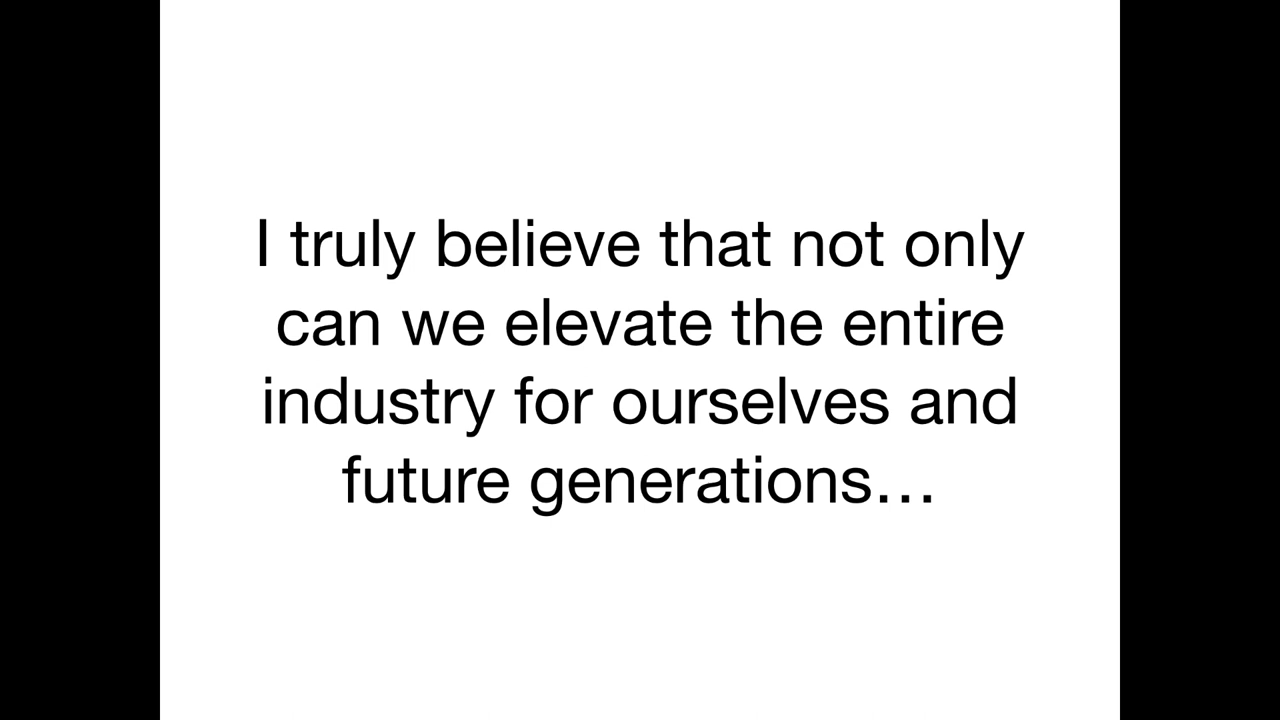 I truly believe that not only
can we elevate the entire
industry for ourselves and
future generations…